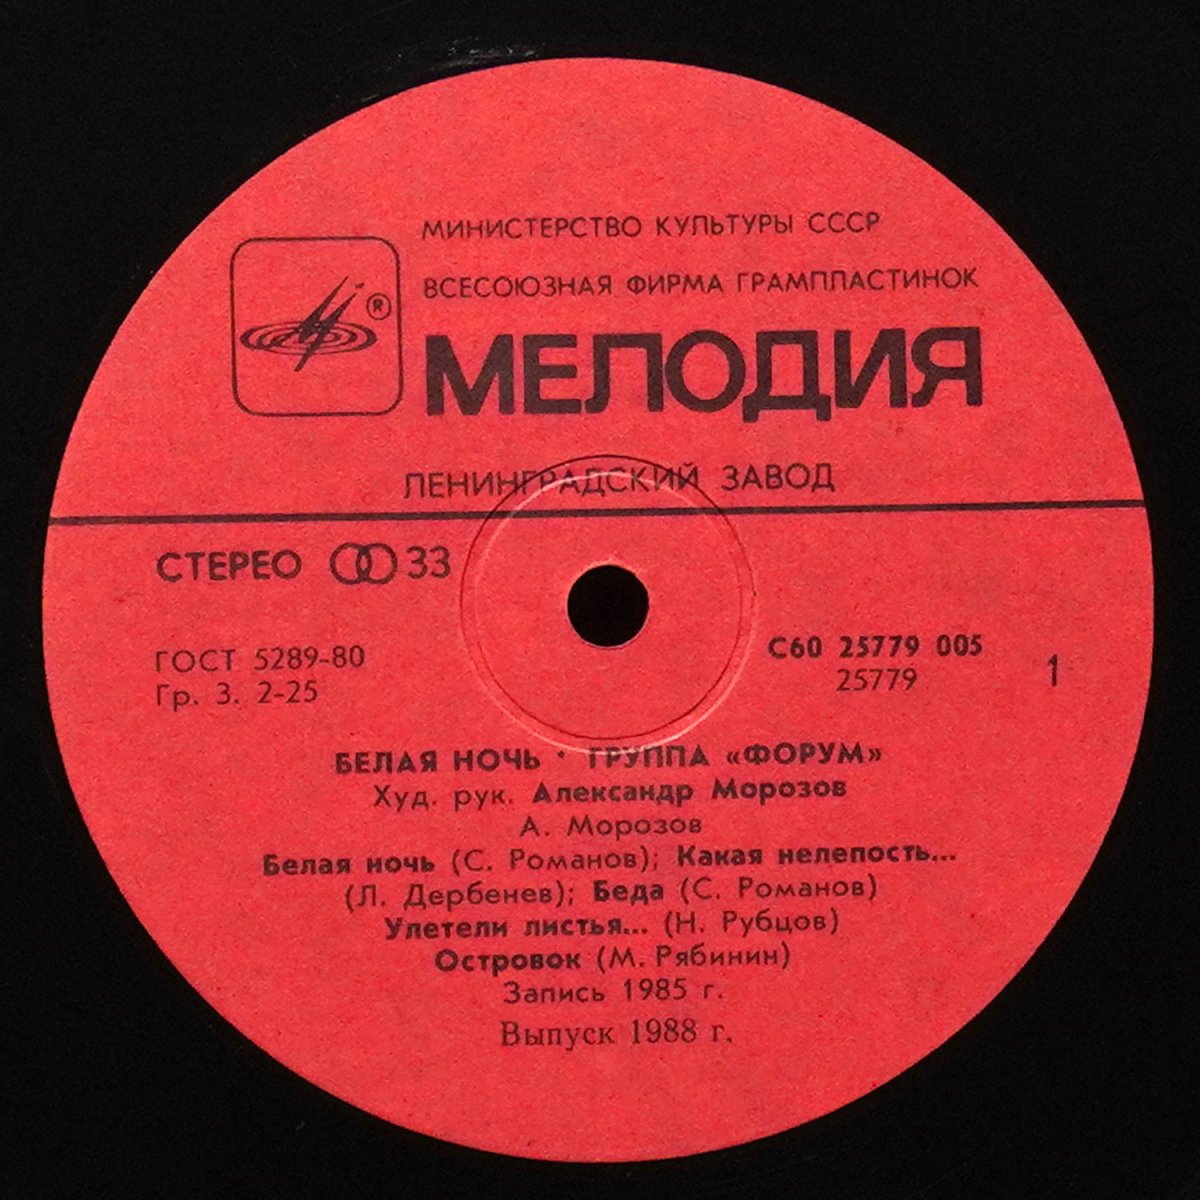 МИНИСТЕРСТВО КУЛЬТУРЫ СССР
ВСЕСОЮЗНАЯ ФИРМА ГРАМПЛАСТИНОК
®
МЕЛОДИЯ
ЛЕНИНГРАДСКИЙ ЗАВОД
СТЕРЕО 33
ГОСТ 5289-80
Гр. 3. 2-25
С60 25779 005
25779
1
БЕЛАЯ НОЧЬ · ГРУППА «ФОРУМ»
Худ. рук. Александр Морозов
А. Морозов
Белая ночь (С. Романов); Какая нелепость...
(Л. Дербенев); Беда (С. Романов)
Улетели листья... (Н. Рубцов)
Островок (М. Рябинин)
Запись 1985 г.
Выпуск 1988 г.